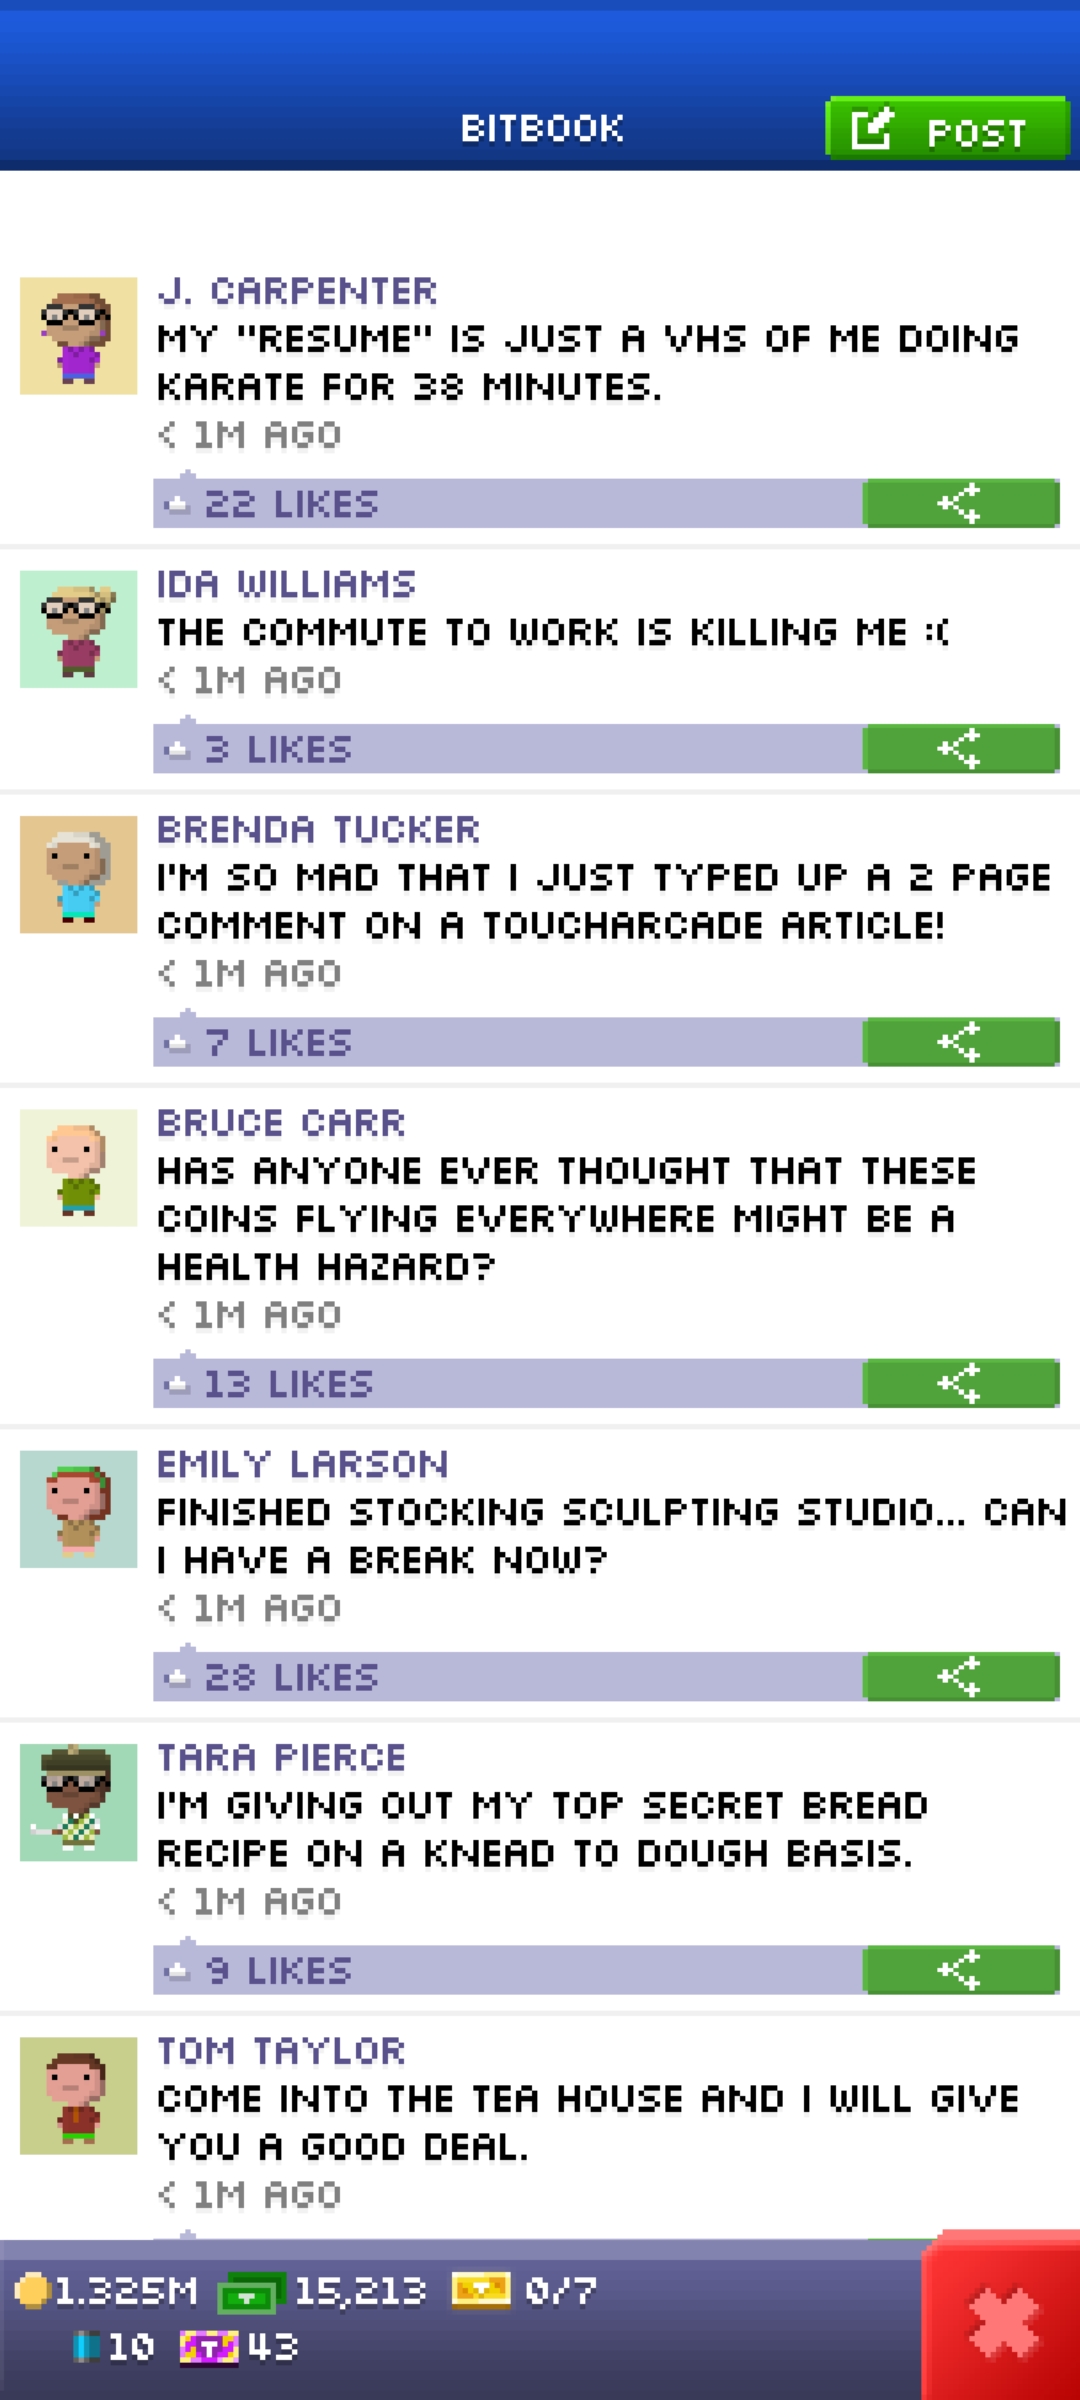 BITBOOK
POST
J. CARPENTER
MY "RESUME" IS JUST A VHS OF ME DOING
KARATE FOR 38 MINUTES.
< 1M AGO
22 LIKES
IDA WILLIAMS
THE COMMUTE TO WORK IS KILLING ME :(
< 1M AGO
3 LIKES
BRENDA TUCKER
I'M SO MAD THAT I JUST TYPED UP A 2 PAGE
COMMENT ON A TOUCHARCADE ARTICLE!
< 1M AGO
7 LIKES
BRUCE CARR
HAS ANYONE EVER THOUGHT THAT THESE
COINS FLYING EVERYWHERE MIGHT BE A
HEALTH HAZARD?
< 1M AGO
13 LIKES
EMILY LARSON
FINISHED STOCKING SCULPTING STUDIO... CAN
I HAVE A BREAK NOW?
< 1M AGO
28 LIKES
TARA PIERCE
I'M GIVING OUT MY TOP SECRET BREAD
RECIPE ON A KNEAD TO DOUGH BASIS.
< 1M AGO
9 LIKES
TOM TAYLOR
COME INTO THE TEA HOUSE AND I WILL GIVE
YOU A GOOD DEAL.
< 1M AGO
1.325M 15,213 0/7
10 43